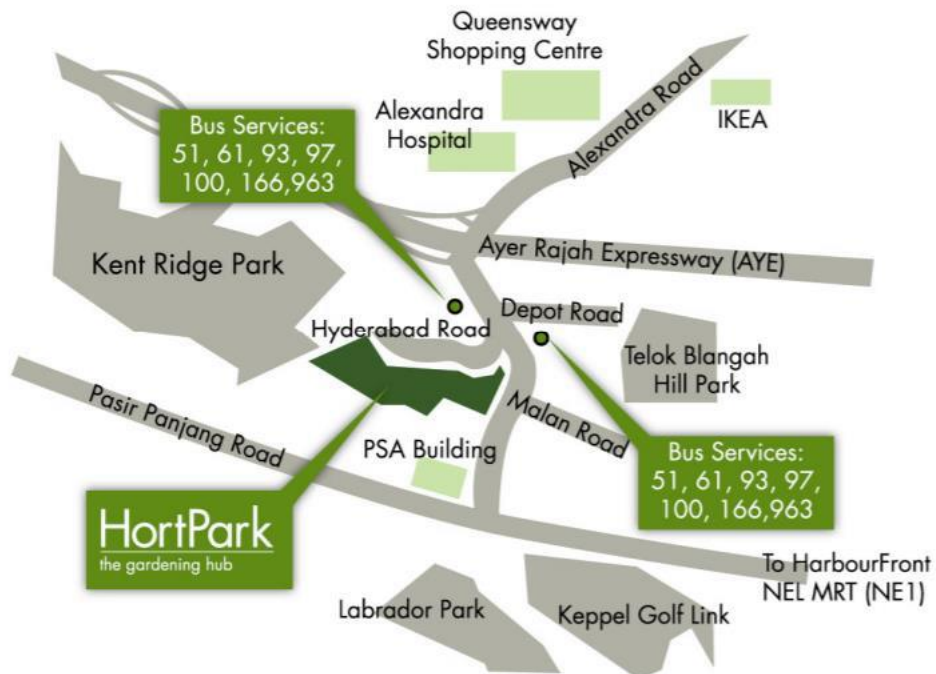 Queensway
Shopping Centre
Alexandra Road
IKEA
Alexandra
Hospital
Bus Services:
51, 61, 93, 97,
100, 166,963
Kent Ridge Park
Ayer Rajah Expressway (AYE)
Depot Road
Hyderabad Road
Telok Blangah
Hill Park
Pasir Panjang Road
Malan Road
PSA Building
Bus Services:
51, 61, 93, 97,
100, 166,963
HortPark
the gardening hub
To HarbourFront
NEL MRT (NE1)
Labrador Park
Keppel Golf Link